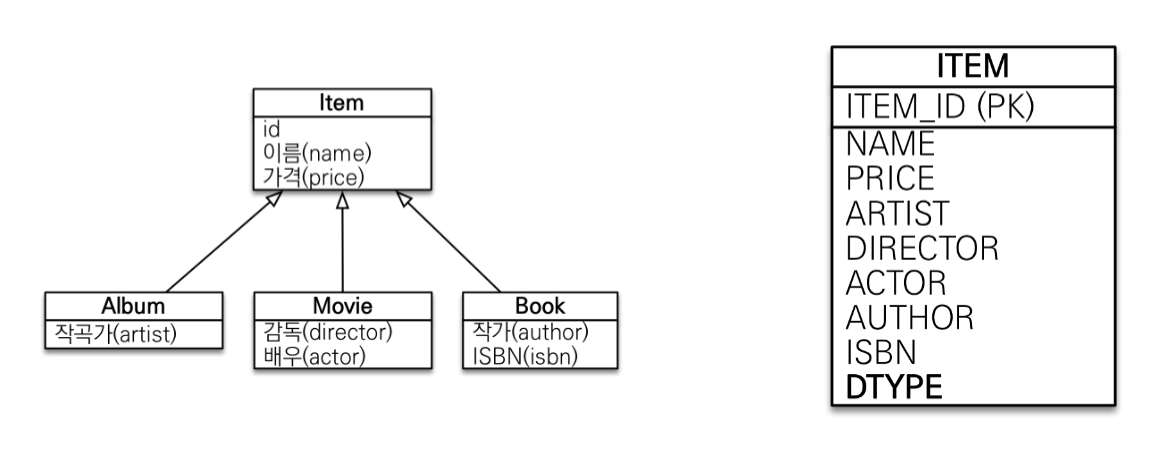 Item
id
이름(name)
가격(price)
Album
작곡가(artist)
Movie
감독(director)
배우(actor)
Book
작가(author)
ISBN(isbn)
ITEM
ITEM_ID (PK)
NAME
PRICE
ARTIST
DIRECTOR
ACTOR
AUTHOR
ISBN
DTYPE